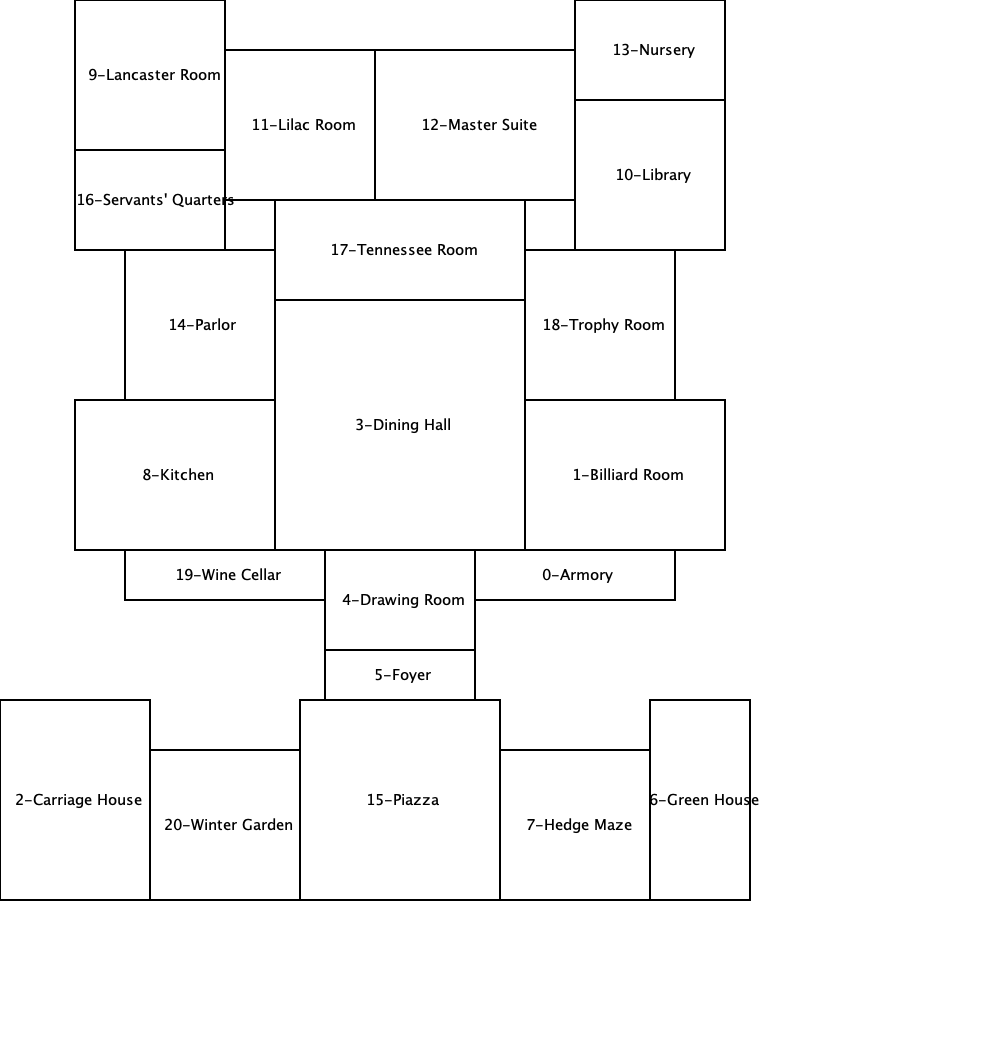 13–Nursery
9–Lancaster Room
11–Lilac Room
12–Master Suite
10–Library
16–Servants' Quarters
17–Tennessee Room
14–Parlor
18–Trophy Room
3–Dining Hall
8–Kitchen
1–Billiard Room
19–Wine Cellar
0–Armory
4–Drawing Room
5–Foyer
2–Carriage House
15–Piazza
6–Green House
20–Winter Garden
7–Hedge Maze